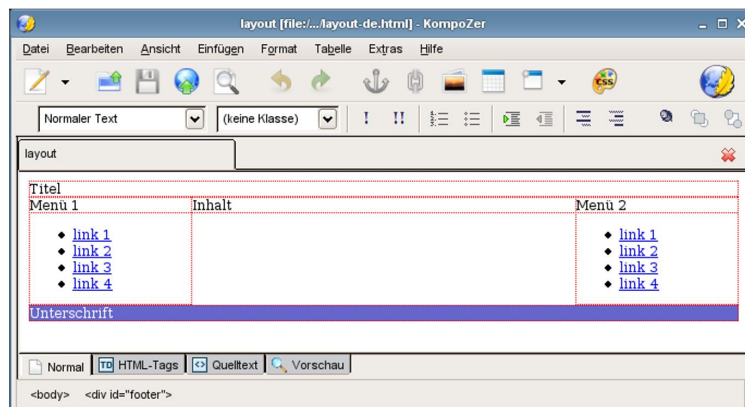 layout [file:/.../layout-de.html] - KompoZer
Datei Bearbeiten Ansicht Einfügen Format Tabelle Extras Hilfe
CSS
Normaler Text (keine Klasse) ! !!
layout
Titel
Menü 1 Inhalt Menü 2
link 1 link 1
link 2 link 2
link 3 link 3
link 4 link 4
Unterschrift
Normal TD HTML-Tags Quelltext Vorschau
<body> <div id="footer">